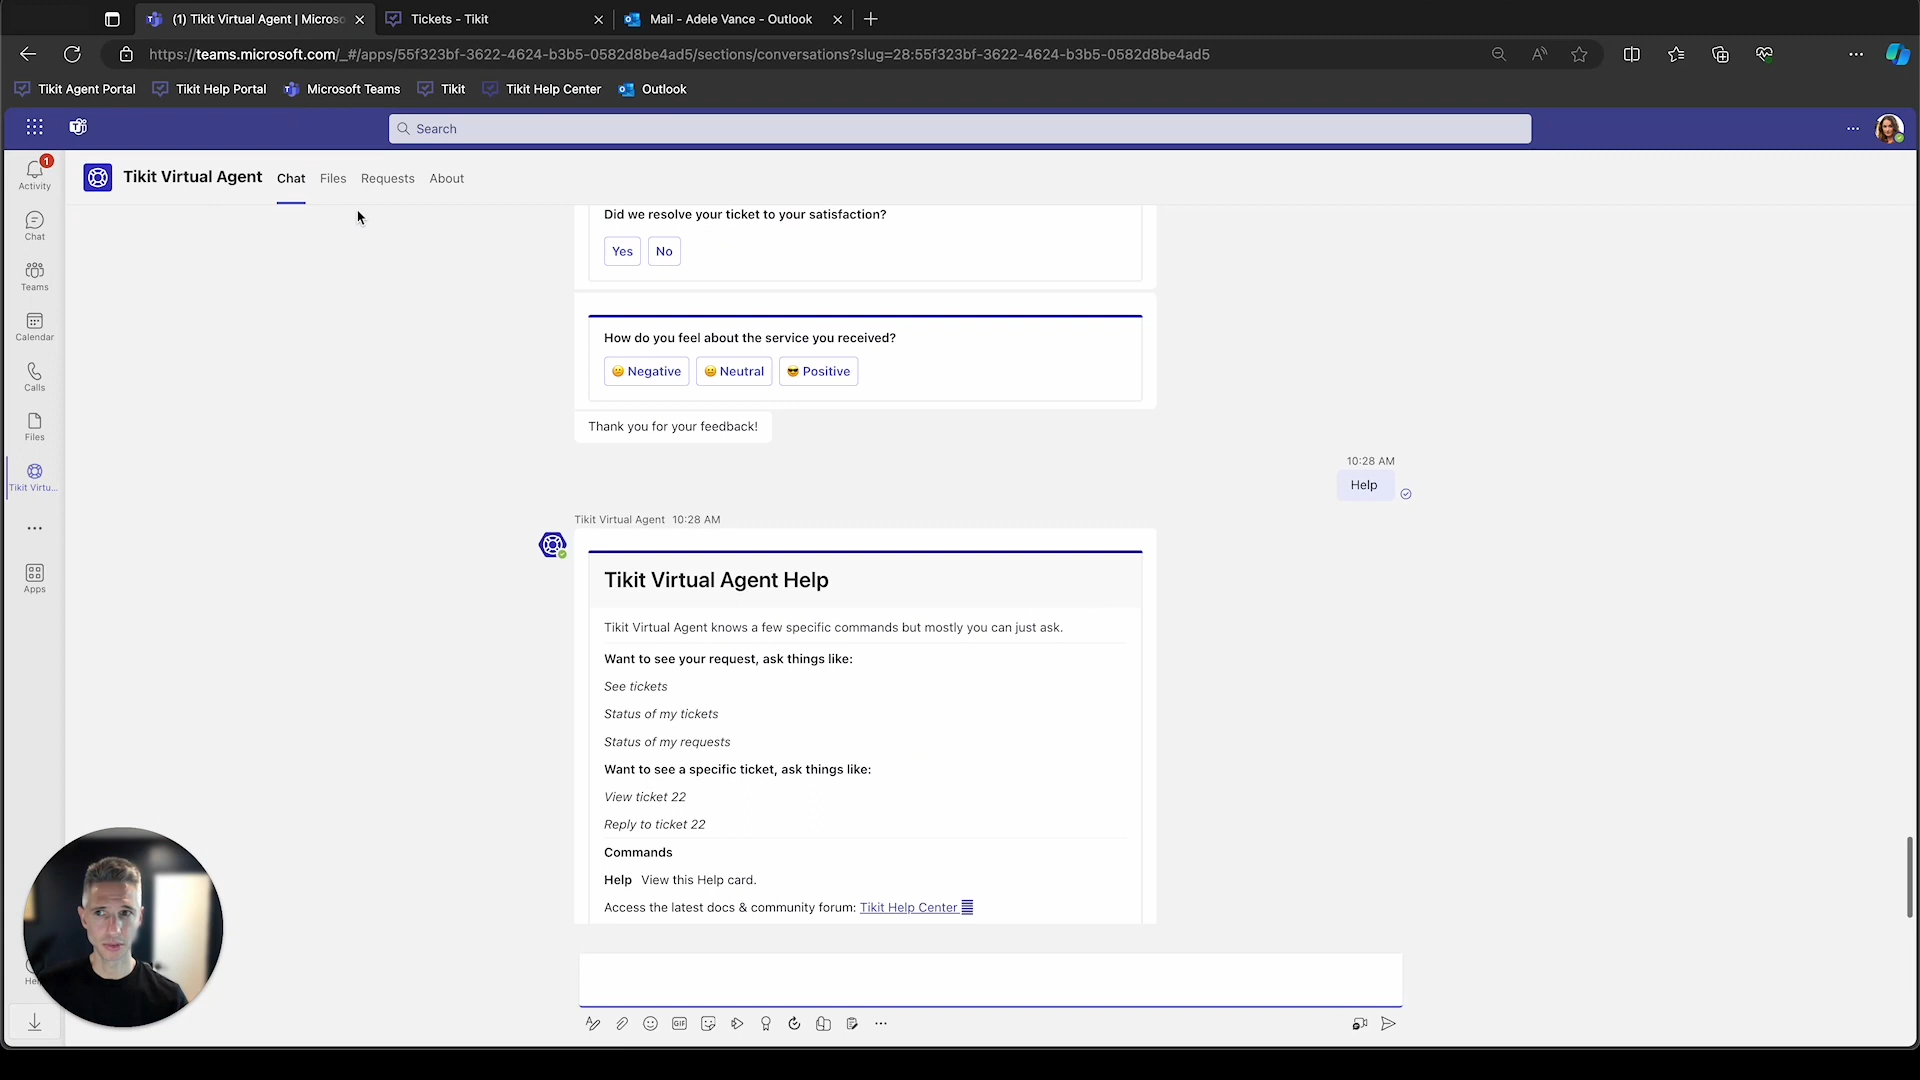 (1) Tikit Virtual Agent | Microso
Tickets - Tikit
Mail - Adele Vance - Outlook
https://teams.microsoft.com/_#/apps/55f323bf-3622-4624-b3b5-0582d8be4ad5/sections/conversations?slug=28:55f323bf-3622-4624-b3b5-0582d8be4ad5
Tikit Agent Portal
Tikit Help Portal
Microsoft Teams
Tikit
Tikit Help Center
Outlook
Search
1
Activity
Chat
Teams
Calendar
Calls
Files
Tikit Virtu...
Apps
Tikit Virtual Agent
Chat
Files
Requests
About
Did we resolve your ticket to your satisfaction?
Yes
No
How do you feel about the service you received?
Negative
Neutral
Positive
Thank you for your feedback!
10:28 AM
Help
Tikit Virtual Agent 10:28 AM
Tikit Virtual Agent Help
Tikit Virtual Agent knows a few specific commands but mostly you can just ask.
Want to see your request, ask things like:
See tickets
Status of my tickets
Status of my requests
Want to see a specific ticket, ask things like:
View ticket 22
Reply to ticket 22
Commands
Help View this Help card.
Access the latest docs & community forum: Tikit Help Center
GIF